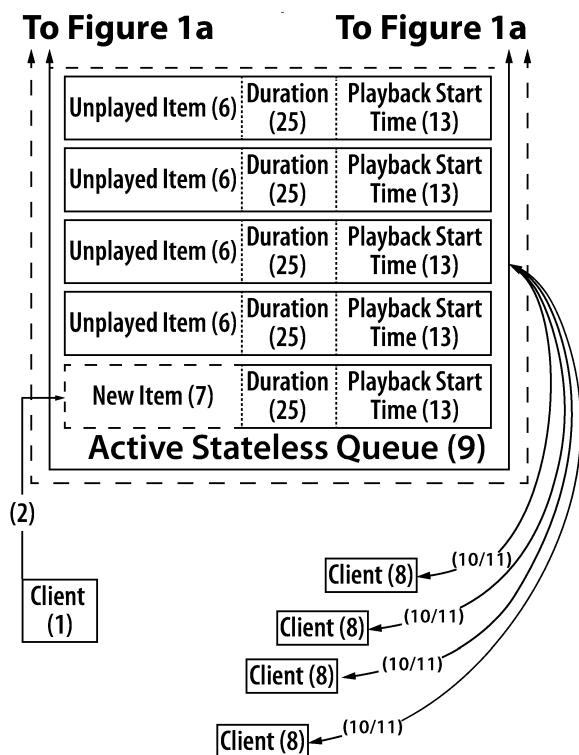 To Figure 1a To Figure 1a
Unplayed Item (6) Duration (25) Playback Start Time (13)
Unplayed Item (6) Duration (25) Playback Start Time (13)
Unplayed Item (6) Duration (25) Playback Start Time (13)
Unplayed Item (6) Duration (25) Playback Start Time (13)
New Item (7) Duration (25) Playback Start Time (13)
Active Stateless Queue (9)
(2)
Client (1)
Client (8) (10/11)
Client (8) (10/11)
Client (8) (10/11)
Client (8) (10/11)